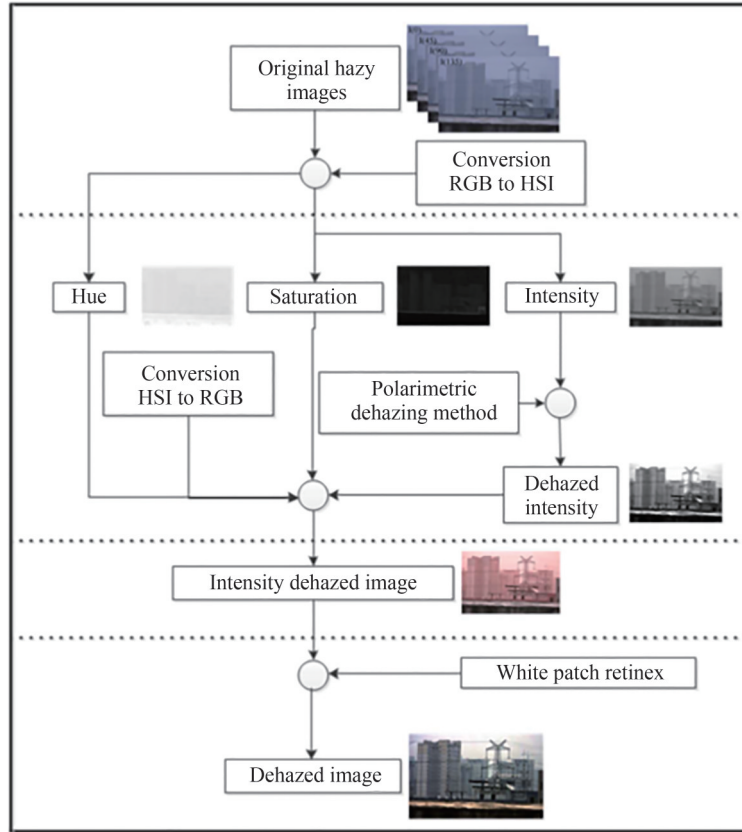 Original hazy
images
I(135)
Conversion
RGB to HSI
Hue
Saturation
Intensity
Conversion
HSI to RGB
Polarimetric
dehazing method
Dehazed
intensity
Intensity dehazed image
White patch retinex
Dehazed image